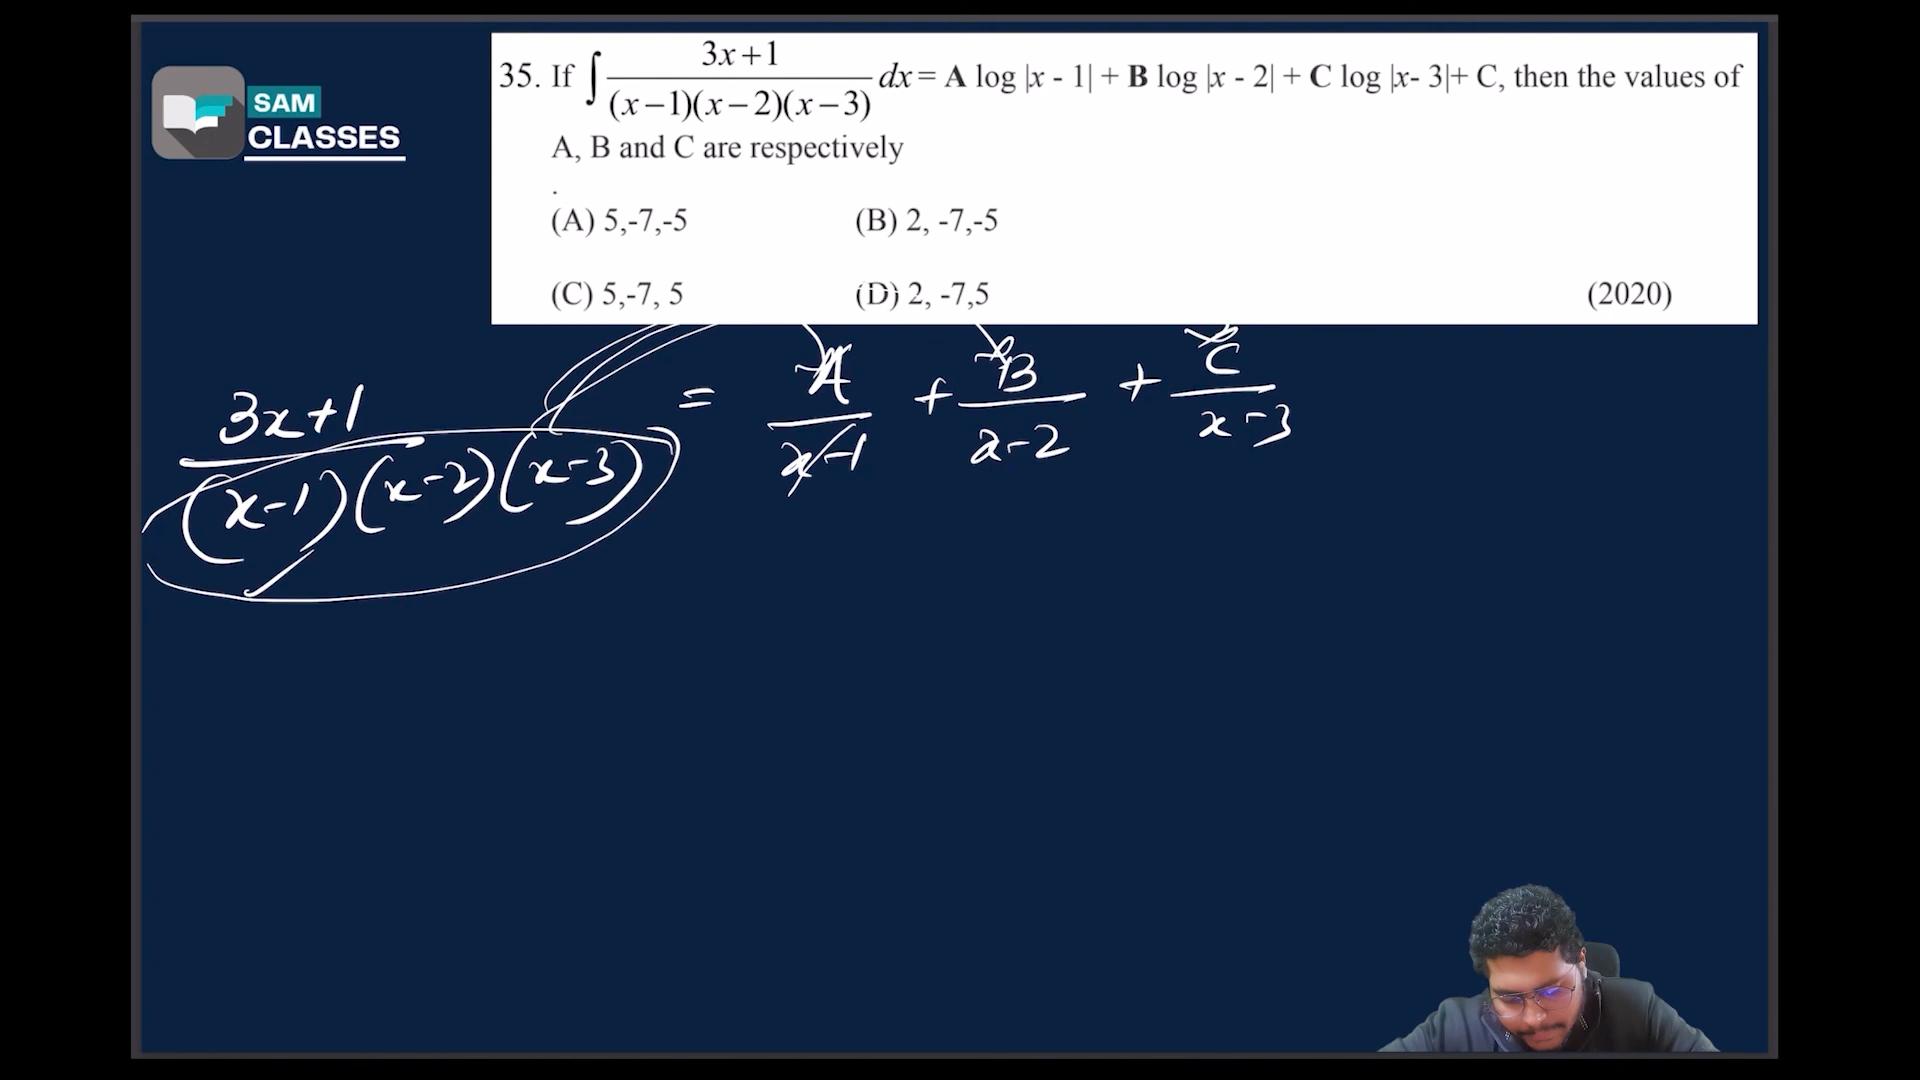 SAM
CLASSES
35. If ∫ (3x+1)/((x−1)(x−2)(x−3)) dx = A log |x - 1| + B log |x - 2| + C log |x- 3|+ C, then the values of
A, B and C are respectively
.
(A) 5,-7,-5 (B) 2, -7,-5
(C) 5,-7, 5 (D) 2, -7,5 (2020)
(3x+1)/((x-1)(x-2)(x-3)) = A/(x-1) + B/(x-2) + C/(x-3)